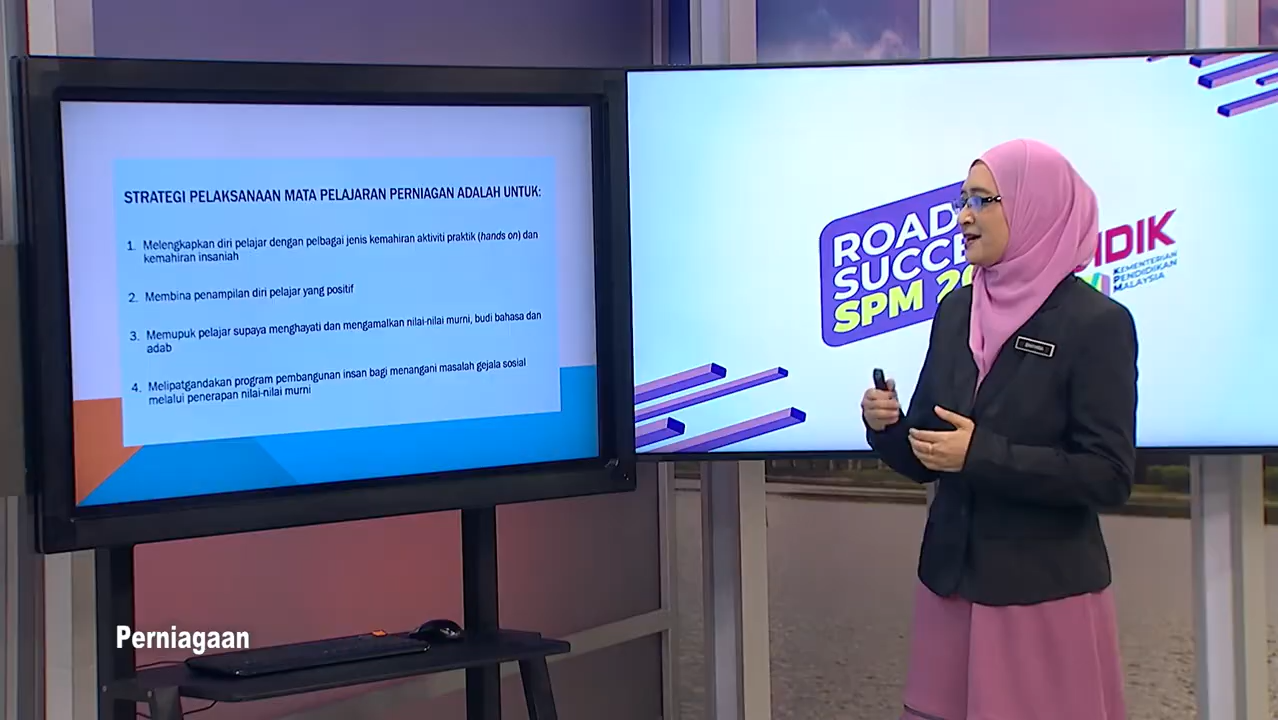 STRATEGI PELAKSANAAN MATA PELAJARAN PERNIAGAN ADALAH UNTUK:
1. Melengkapkan diri pelajar dengan pelbagai jenis kemahiran aktiviti praktik (hands on) dan
kemahiran insaniah
2. Membina penampilan diri pelajar yang positif
3. Memupuk pelajar supaya menghayati dan mengamalkan nilai-nilai murni, budi bahasa dan
adab
4. Melipatgandakan program pembangunan insan bagi menangani masalah gejala sosial
melalui penerapan nilai-nilai murni
ROAD
SUCCE
SPM 2
IDIK
KEMENTERIAN
PENDIDIKAN
MALAYSIA
Perniagaan